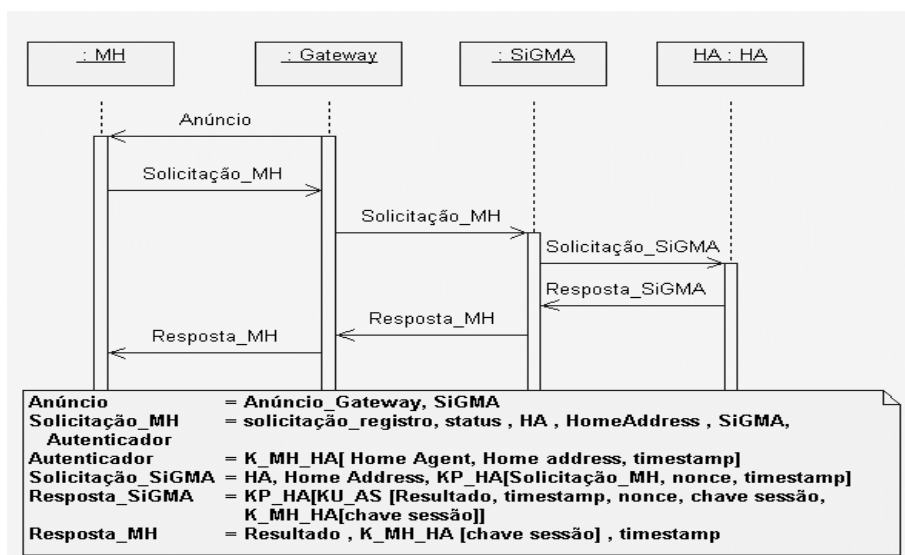 : MH
: Gateway
: SiGMA
HA : HA
Anúncio
Solicitação_MH
Solicitação_MH
Solicitação_SiGMA
Resposta_SiGMA
Resposta_MH
Resposta_MH
Anúncio = Anúncio_Gateway, SiGMA
Solicitação_MH = solicitação_registro, status , HA , HomeAddress , SiGMA,
Autenticador
Autenticador = K_MH_HA[ Home Agent, Home address, timestamp]
Solicitação_SiGMA = HA, Home Address, KP_HA[Solicitação_MH, nonce, timestamp]
Resposta_SiGMA = KP_HA[KU_AS [Resultado, timestamp, nonce, chave sessão,
K_MH_HA[chave sessão]]
Resposta_MH = Resultado , K_MH_HA [chave sessão] , timestamp